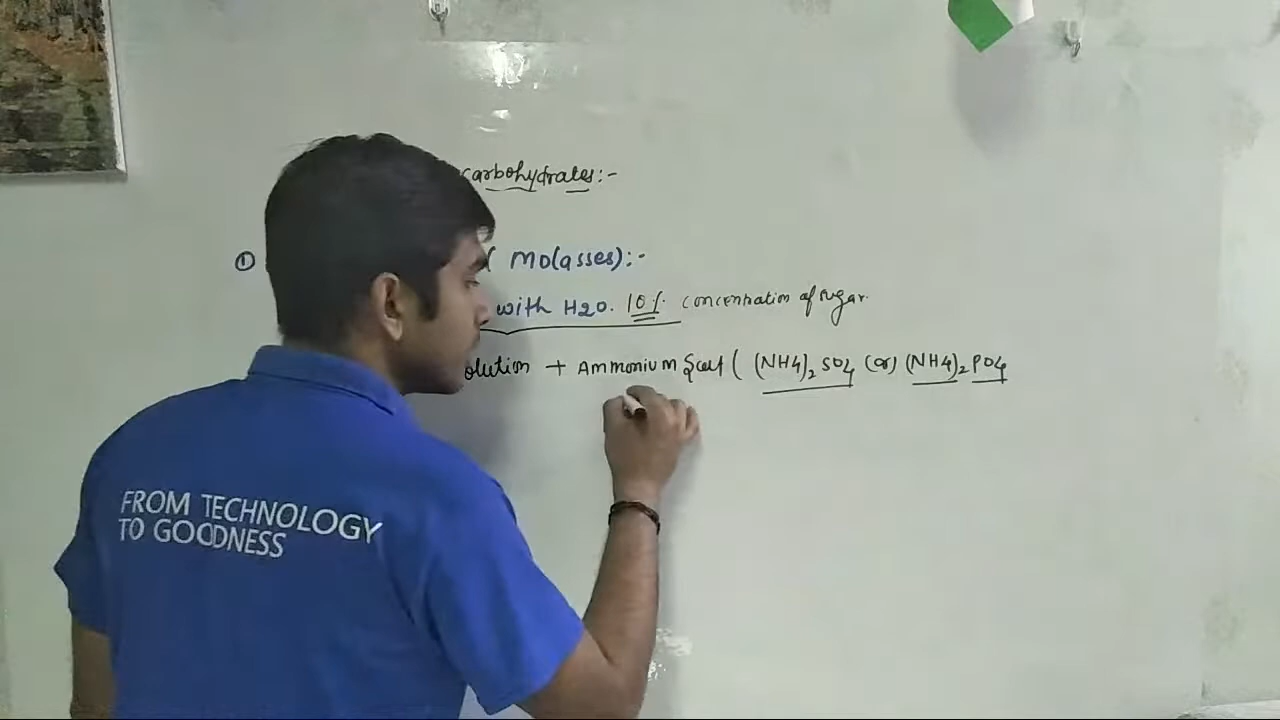 carbohydrates:-
① Molasses):-
with H2O. 10%. concentration of sugar.
olution + Ammonium Salt ( (NH4)2 SO4 (or) (NH4)2 PO4
FROM TECHNOLOGY
TO GOODNESS